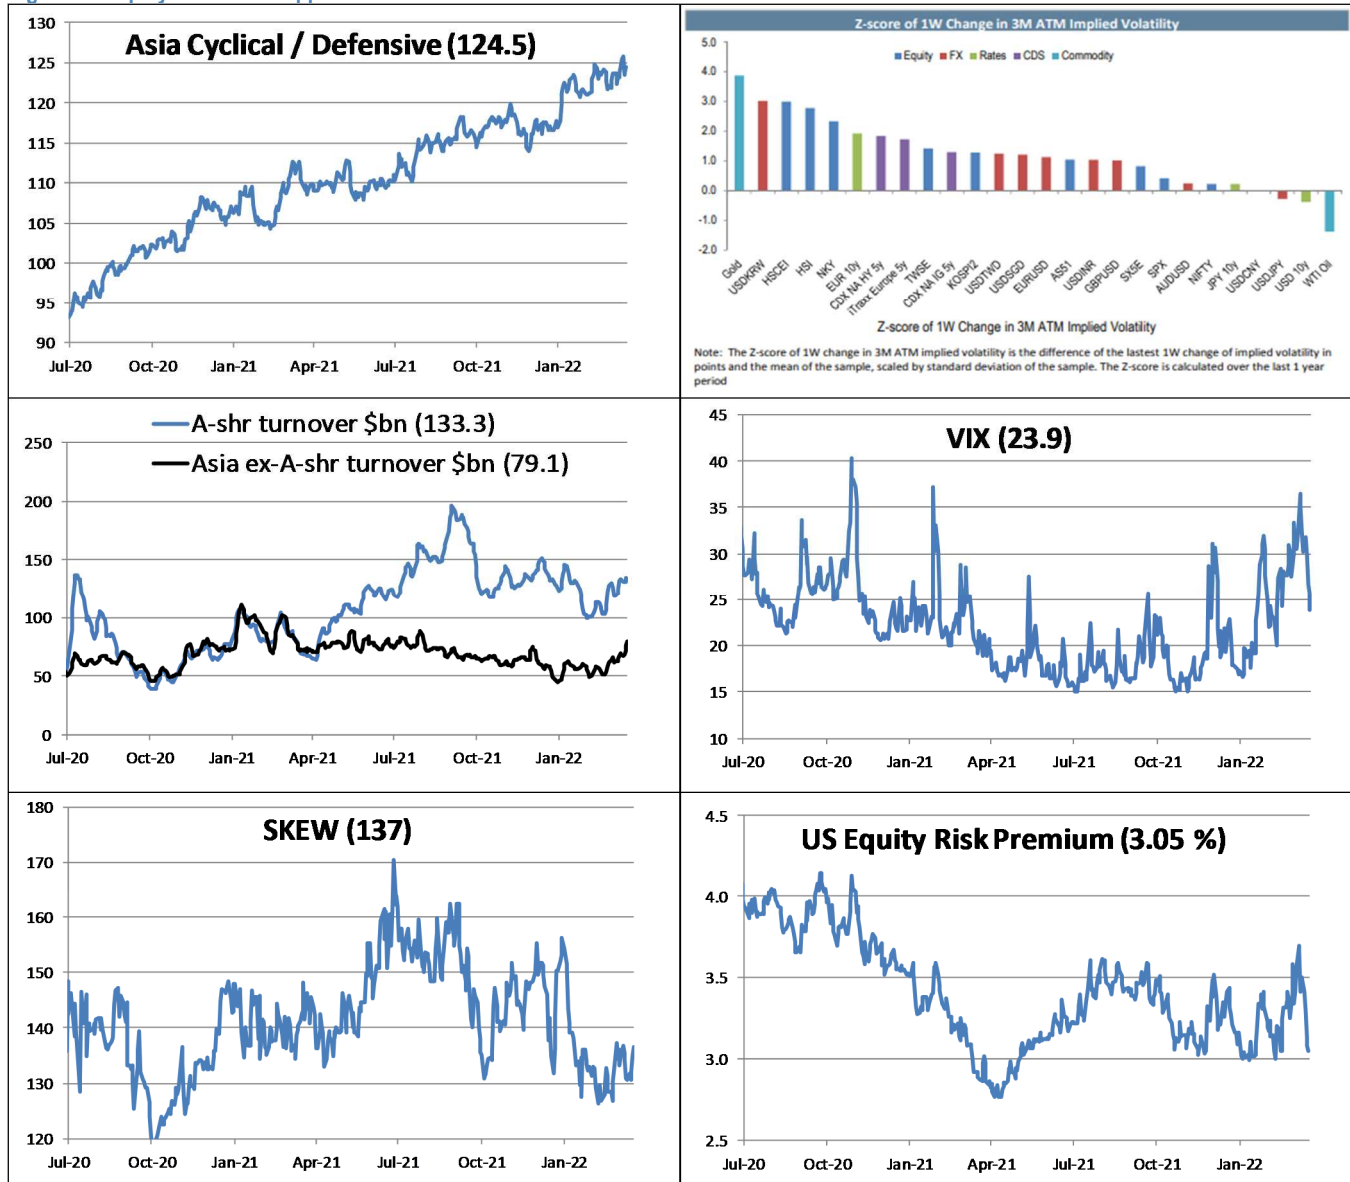 Asia Cyclical / Defensive (124.5)
130
125
120
115
110
105
100
95
90
Jul-20 Oct-20 Jan-21 Apr-21 Jul-21 Oct-21 Jan-22
Z-score of 1W Change in 3M ATM Implied Volatility
Equity FX Rates CDS Commodity
5.0
4.0
3.0
2.0
1.0
0.0
-1.0
-2.0
Gold USDKRW HSCEI HSI NKY EUR 10y CDX NA HY 5y iTraxx Europe 5y TWSE CDX NA IG 5y KOSPI2 USDTWD USDSGD EURUSD AS51 USDINR GBPUSD SX5E SPX AUDUSD NIFTY JPY 10y USDCNY USDJPY USD 10y WTI Oil
Z-score of 1W Change in 3M ATM Implied Volatility
Note: The Z-score of 1W change in 3M ATM implied volatility is the difference of the lastest 1W change of implied volatility in
points and the mean of the sample, scaled by standard deviation of the sample. The Z-score is calculated over the last 1 year
period
A-shr turnover $bn (133.3)
Asia ex-A-shr turnover $bn (79.1)
250
200
150
100
50
0
Jul-20 Oct-20 Jan-21 Apr-21 Jul-21 Oct-21 Jan-22
VIX (23.9)
45
40
35
30
25
20
15
10
Jul-20 Oct-20 Jan-21 Apr-21 Jul-21 Oct-21 Jan-22
SKEW (137)
180
170
160
150
140
130
120
Jul-20 Oct-20 Jan-21 Apr-21 Jul-21 Oct-21 Jan-22
US Equity Risk Premium (3.05 %)
4.5
4.0
3.5
3.0
2.5
Jul-20 Oct-20 Jan-21 Apr-21 Jul-21 Oct-21 Jan-22